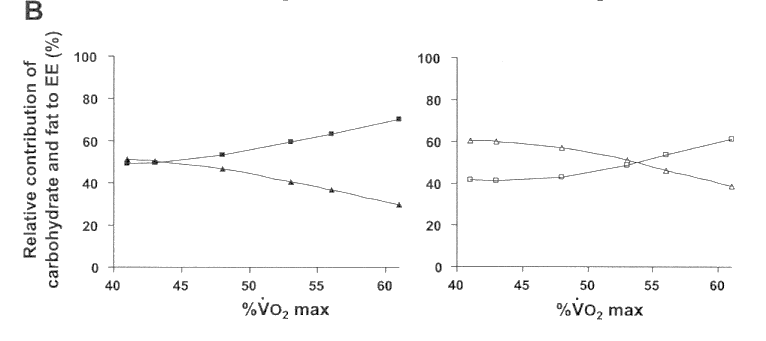 B
Relative contribution of
carbohydrate and fat to EE (%)
100
80
60
40
20
0
40 45 50 55 60
%V̇O₂ max
100
80
60
40
20
0
40 45 50 55 60
%V̇O₂ max